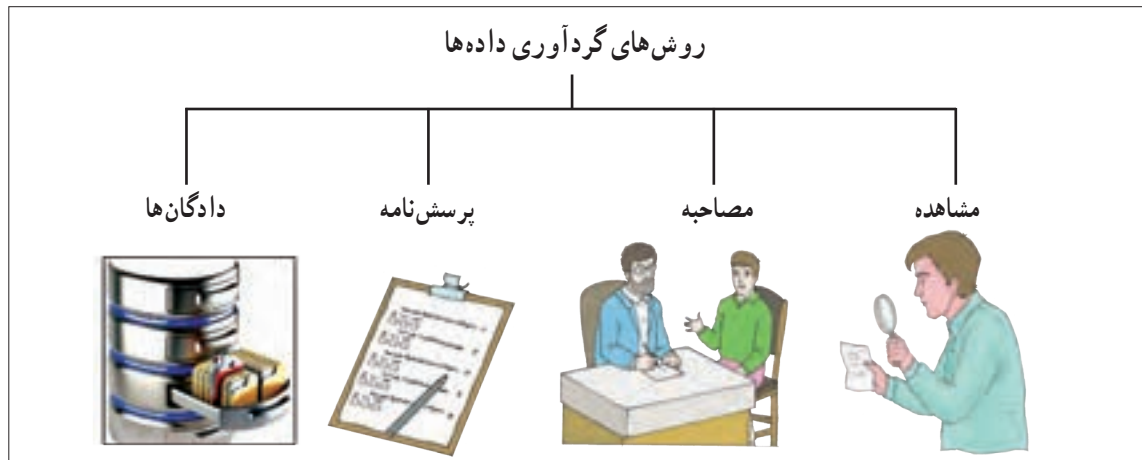 روش‌های گردآوری داده‌ها
مشاهده
مصاحبه
پرسش‌نامه
دادگان‌ها